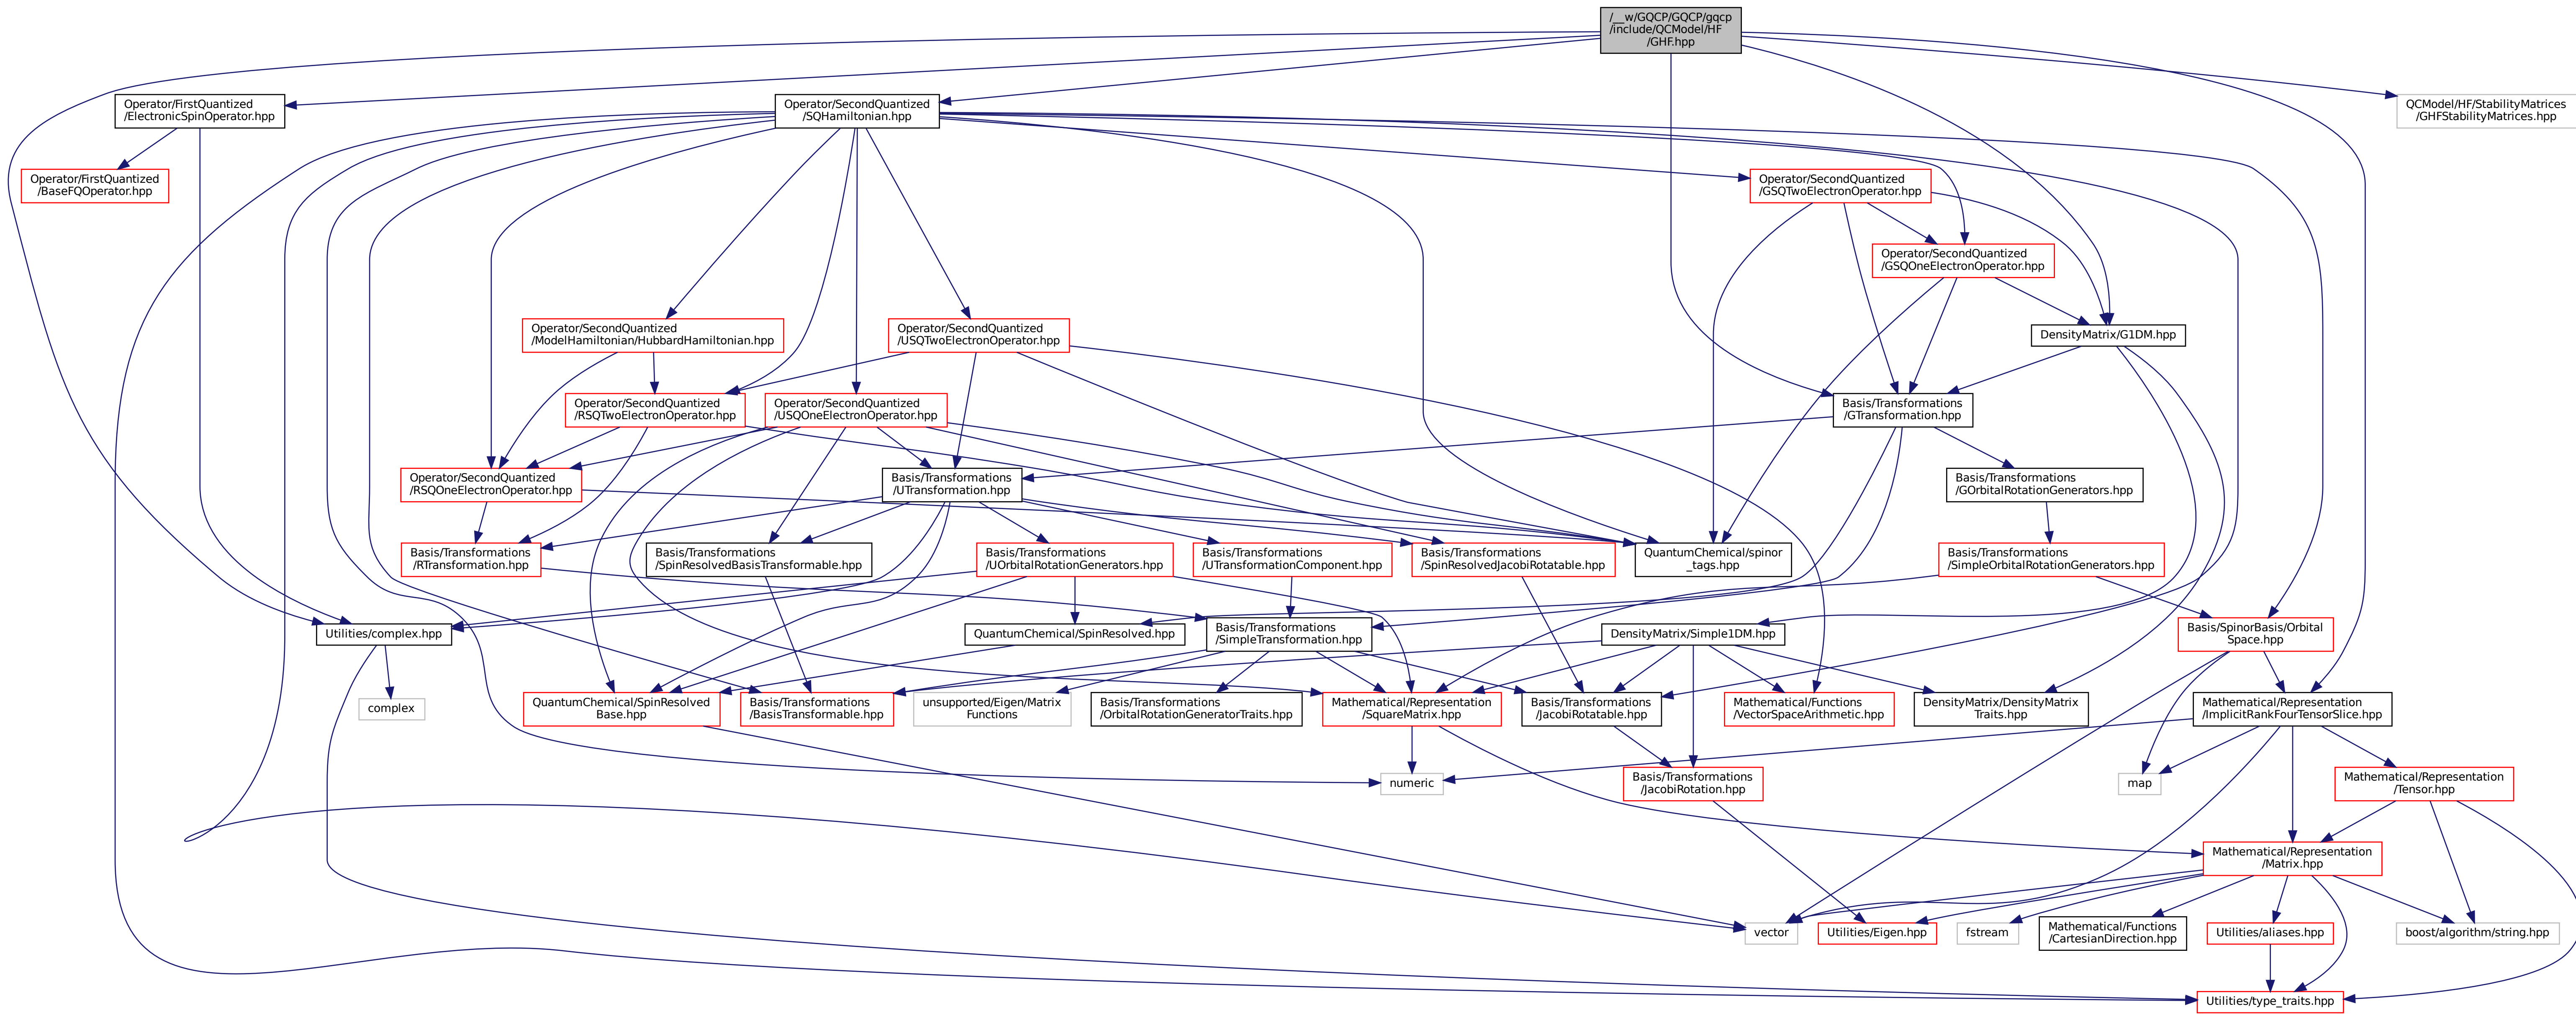 /__w/GQCP/GQCP/gqcp
/include/QCModel/HF
/GHF.hpp
Operator/FirstQuantized
/ElectronicSpinOperator.hpp
Operator/SecondQuantized
/SQHamiltonian.hpp
QCModel/HF/StabilityMatrices
/GHFStabilityMatrices.hpp
Operator/FirstQuantized
/BaseFQOperator.hpp
Operator/SecondQuantized
/GSQTwoElectronOperator.hpp
Operator/SecondQuantized
/GSQOneElectronOperator.hpp
Operator/SecondQuantized
/ModelHamiltonian/HubbardHamiltonian.hpp
Operator/SecondQuantized
/USQTwoElectronOperator.hpp
DensityMatrix/G1DM.hpp
Operator/SecondQuantized
/RSQTwoElectronOperator.hpp
Operator/SecondQuantized
/USQOneElectronOperator.hpp
Basis/Transformations
/GTransformation.hpp
Operator/SecondQuantized
/RSQOneElectronOperator.hpp
Basis/Transformations
/UTransformation.hpp
Basis/Transformations
/GOrbitalRotationGenerators.hpp
Basis/Transformations
/RTransformation.hpp
Basis/Transformations
/SpinResolvedBasisTransformable.hpp
Basis/Transformations
/UOrbitalRotationGenerators.hpp
Basis/Transformations
/UTransformationComponent.hpp
Basis/Transformations
/SpinResolvedJacobiRotatable.hpp
QuantumChemical/spinor
_tags.hpp
Basis/Transformations
/SimpleOrbitalRotationGenerators.hpp
Utilities/complex.hpp
QuantumChemical/SpinResolved.hpp
Basis/Transformations
/SimpleTransformation.hpp
DensityMatrix/Simple1DM.hpp
Basis/SpinorBasis/Orbital
Space.hpp
complex
QuantumChemical/SpinResolved
Base.hpp
Basis/Transformations
/BasisTransformable.hpp
unsupported/Eigen/Matrix
Functions
Basis/Transformations
/OrbitalRotationGeneratorTraits.hpp
Mathematical/Representation
/SquareMatrix.hpp
Basis/Transformations
/JacobiRotatable.hpp
Mathematical/Functions
/VectorSpaceArithmetic.hpp
DensityMatrix/DensityMatrix
Traits.hpp
Mathematical/Representation
/ImplicitRankFourTensorSlice.hpp
numeric
Basis/Transformations
/JacobiRotation.hpp
map
Mathematical/Representation
/Tensor.hpp
Mathematical/Representation
/Matrix.hpp
vector
Utilities/Eigen.hpp
fstream
Mathematical/Functions
/CartesianDirection.hpp
Utilities/aliases.hpp
boost/algorithm/string.hpp
Utilities/type_traits.hpp